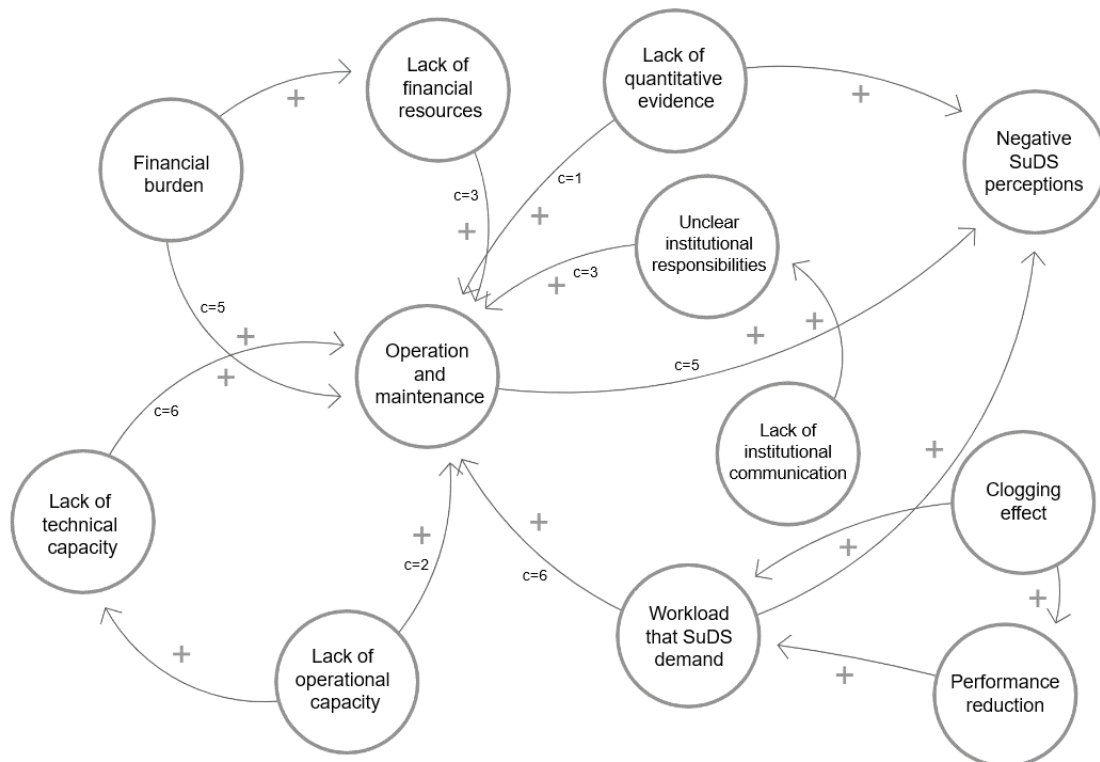 Lack of
financial
resources
Lack of
quantitative
evidence
Negative
SuDS
perceptions
Financial
burden
+
+
c=3
c=1
+
+
Unclear
institutional
responsibilities
c=3
+
c=5
+
+
Operation
and
maintenance
+
+
c=5
c=6
Lack of
institutional
communication
+
Clogging
effect
Lack of
technical
capacity
+
c=2
+
c=6
+
+
Workload
that SuDS
demand
+
Lack of
operational
capacity
+
Performance
reduction